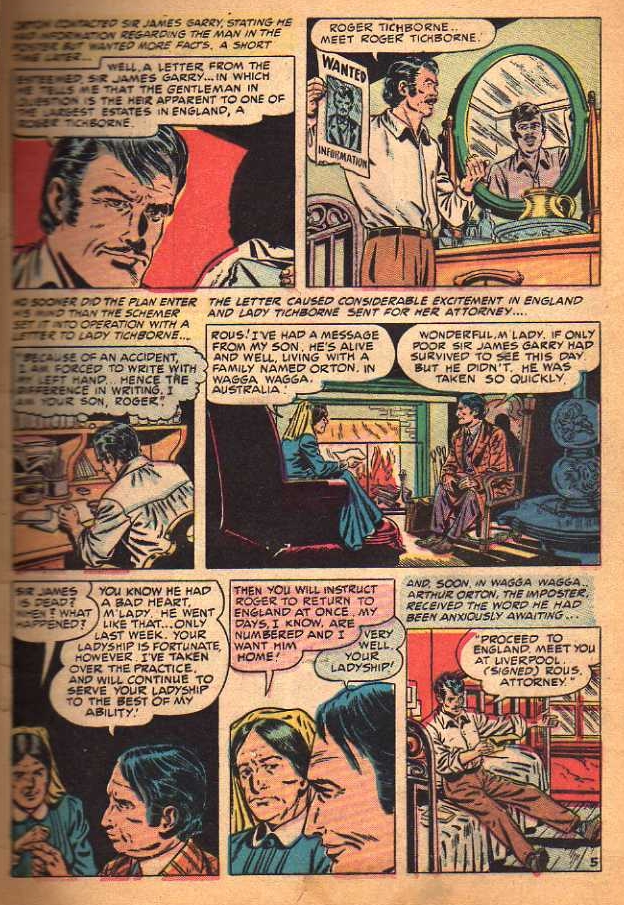 ORTON CONTACTED SIR JAMES GARRY, STATING HE
HAD INFORMATION REGARDING THE MAN IN THE
POSTER BUT WANTED MORE FACTS. A SHORT
TIME LATER...
WELL, A LETTER FROM THE
ESTEEMED SIR JAMES GARRY... IN WHICH
HE TELLS ME THAT THE GENTLEMAN IN
QUESTION IS THE HEIR APPARENT TO ONE OF
THE LARGEST ESTATES IN ENGLAND, A
ROGER TICHBORNE.
ROGER TICHBORNE..
MEET ROGER TICHBORNE!
WANTED
INFORMATION
NO SOONER DID THE PLAN ENTER
HIS MIND THAN THE SCHEMER
SET IT INTO OPERATION WITH A
LETTER TO LADY TICHBORNE...
"BECAUSE OF AN ACCIDENT,
I AM FORCED TO WRITE WITH
MY LEFT HAND... HENCE THE
DIFFERENCE IN WRITING. I
YOUR SON, ROGER."
THE LETTER CAUSED CONSIDERABLE EXCITEMENT IN ENGLAND
AND LADY TICHBORNE SENT FOR HER ATTORNEY....
ROUS! I'VE HAD A MESSAGE
FROM MY SON. HE'S ALIVE
AND WELL, LIVING WITH A
FAMILY NAMED ORTON, IN
WAGGA WAGGA,
AUSTRALIA!
WONDERFUL, M'LADY. IF ONLY
POOR SIR JAMES GARRY HAD
SURVIVED TO SEE THIS DAY.
BUT HE DIDN'T. HE WAS
TAKEN SO QUICKLY.
SIR JAMES
IS DEAD?
WHEN? WHAT
HAPPENED?
YOU KNOW HE HAD
A BAD HEART,
M'LADY. HE WENT
LIKE THAT...ONLY
LAST WEEK. YOUR
LADYSHIP IS FORTUNATE,
HOWEVER. I'VE TAKEN
OVER THE PRACTICE,
AND WILL CONTINUE TO
SERVE YOUR LADYSHIP
TO THE BEST OF MY
ABILITY!
THEN YOU WILL INSTRUCT
ROGER TO RETURN TO
ENGLAND AT ONCE. MY
DAYS, I KNOW, ARE
NUMBERED AND I
WANT HIM
HOME!
VERY
WELL,
YOUR
LADYSHIP!
AND, SOON, IN WAGGA WAGGA..
ARTHUR ORTON, THE IMPOSTER,
RECEIVED THE WORD HE HAD
BEEN ANXIOUSLY AWAITING...
"PROCEED TO
ENGLAND. MEET YOU
AT LIVERPOOL.
(SIGNED) ROUS,
ATTORNEY."
5